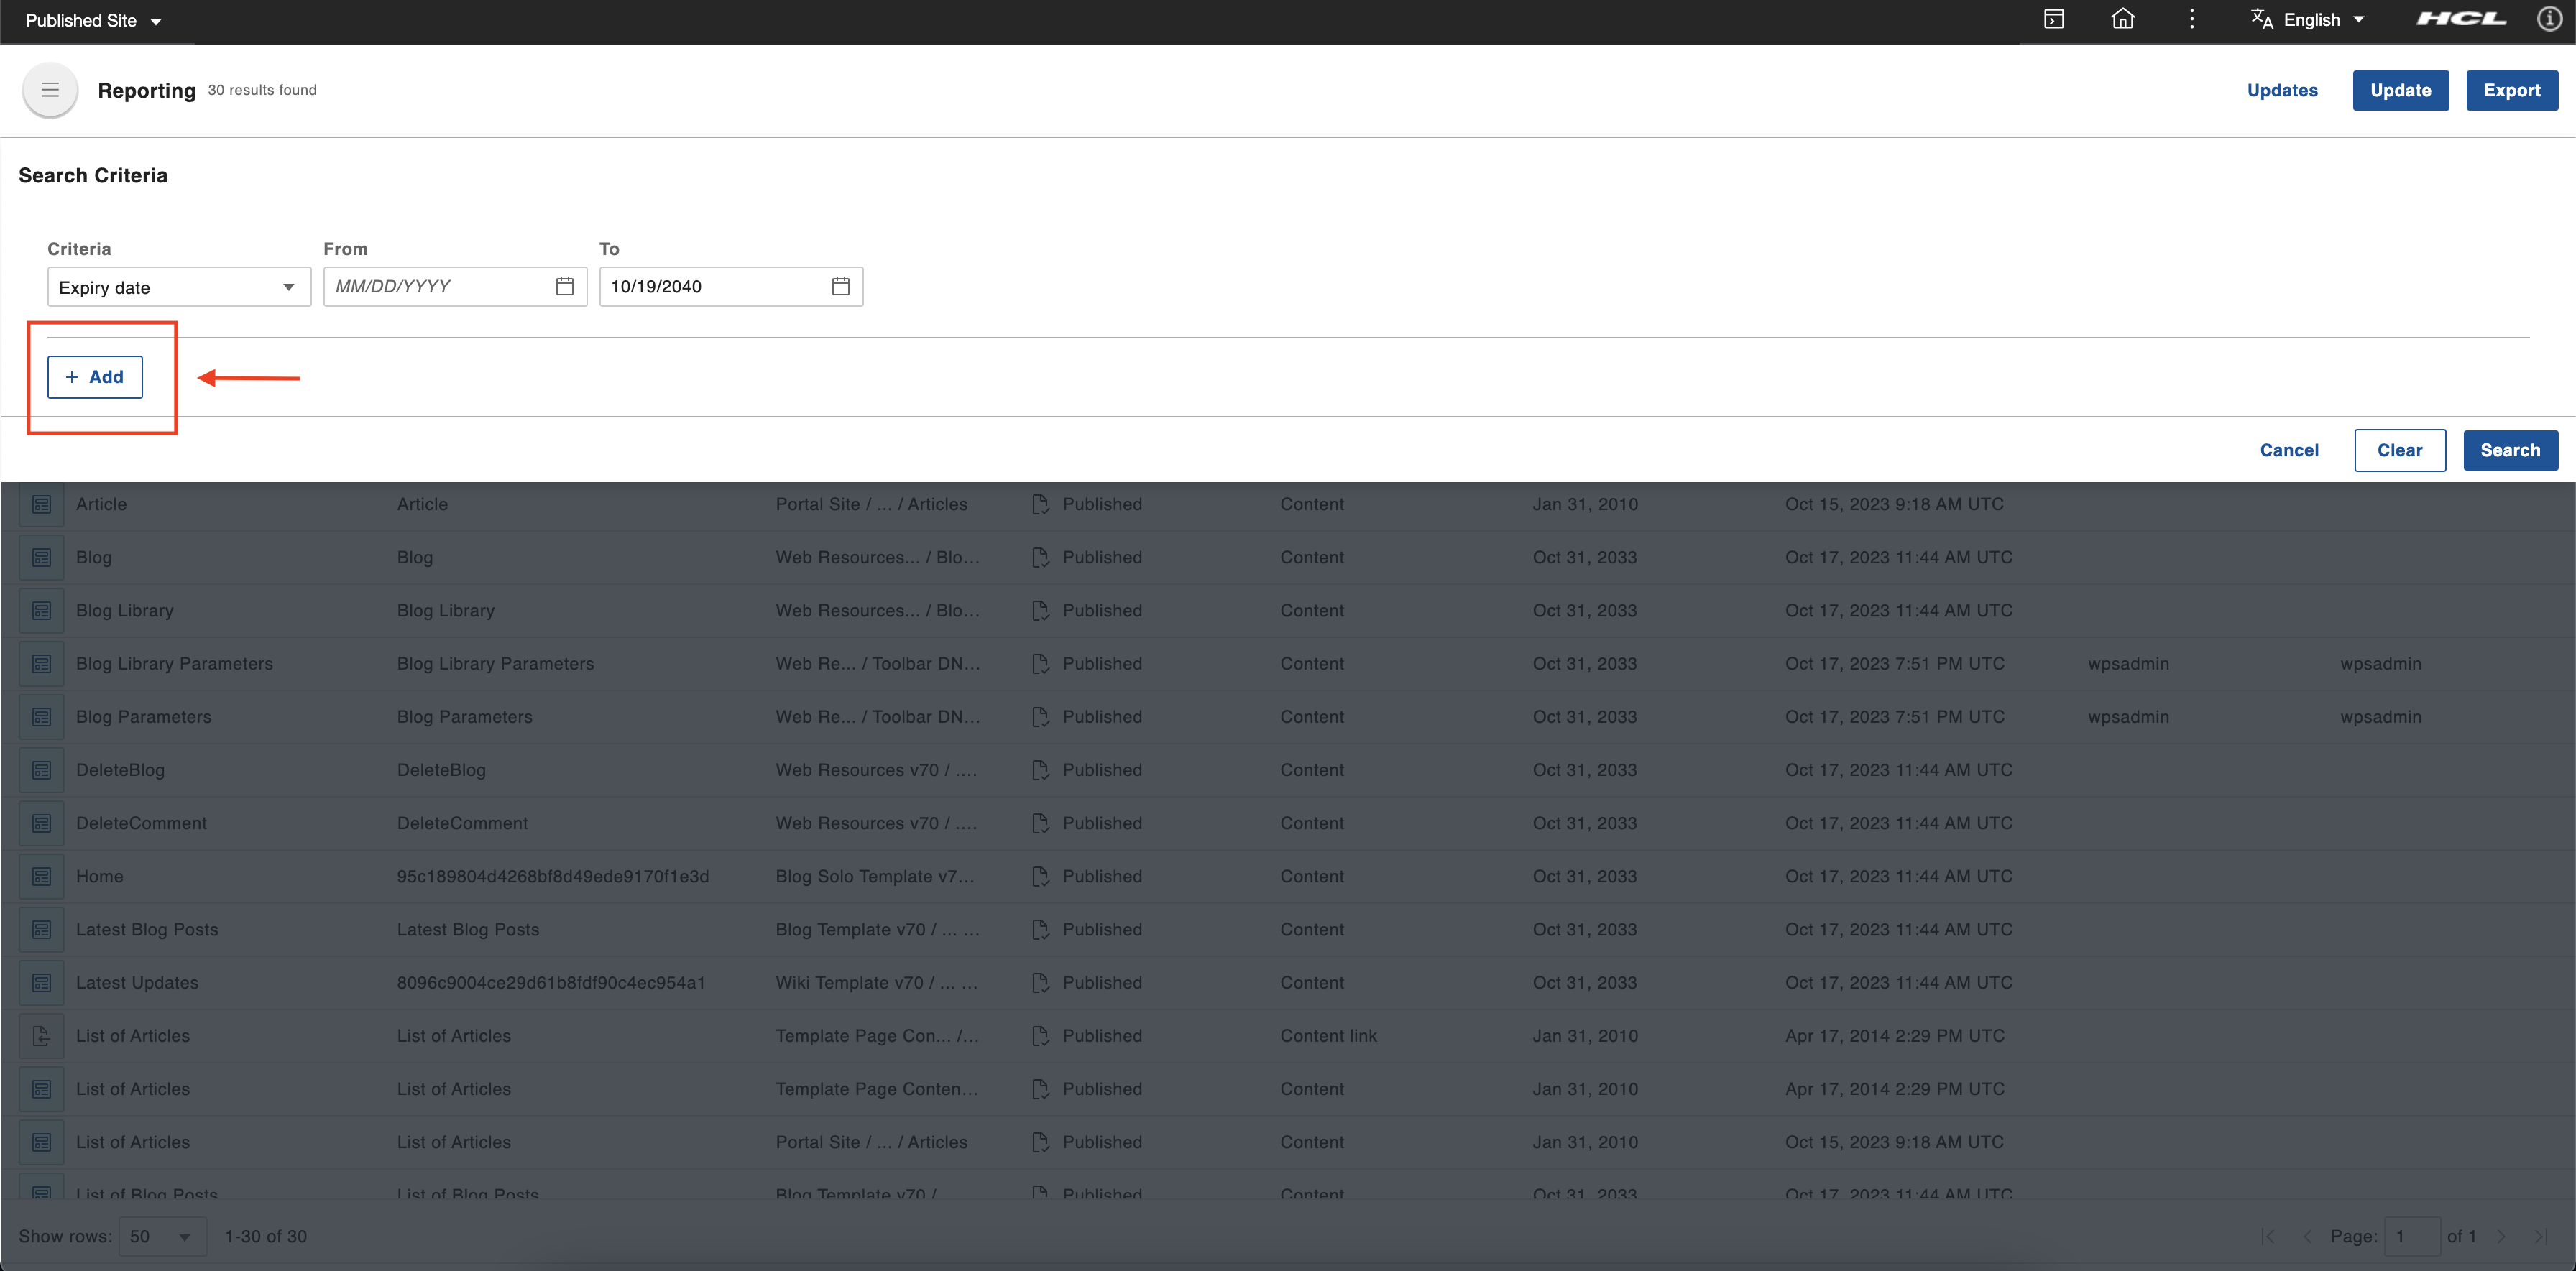 Published Site English HCL
Reporting 30 results found Updates Update Export
Search Criteria
Criteria From To
Expiry date MM/DD/YYYY 10/19/2040
+ Add
Cancel Clear Search
Article Article Portal Site / ... / Articles Published Content Jan 31, 2010 Oct 15, 2023 9:18 AM UTC
Blog Blog Web Resources... / Blo... Published Content Oct 31, 2033 Oct 17, 2023 11:44 AM UTC
Blog Library Blog Library Web Resources... / Blo... Published Content Oct 31, 2033 Oct 17, 2023 11:44 AM UTC
Blog Library Parameters Blog Library Parameters Web Re... / Toolbar DN... Published Content Oct 31, 2033 Oct 17, 2023 7:51 PM UTC wpsadmin wpsadmin
Blog Parameters Blog Parameters Web Re... / Toolbar DN... Published Content Oct 31, 2033 Oct 17, 2023 7:51 PM UTC wpsadmin wpsadmin
DeleteBlog DeleteBlog Web Resources v70 / .... Published Content Oct 31, 2033 Oct 17, 2023 11:44 AM UTC
DeleteComment DeleteComment Web Resources v70 / .... Published Content Oct 31, 2033 Oct 17, 2023 11:44 AM UTC
Home 95c189804d4268bf8d49ede9170f1e3d Blog Solo Template v7... Published Content Oct 31, 2033 Oct 17, 2023 11:44 AM UTC
Latest Blog Posts Latest Blog Posts Blog Template v70 / ... ... Published Content Oct 31, 2033 Oct 17, 2023 11:44 AM UTC
Latest Updates 8096c9004ce29d61b8fdf90c4ec954a1 Wiki Template v70 / ... ... Published Content Oct 31, 2033 Oct 17, 2023 11:44 AM UTC
List of Articles List of Articles Template Page Con... /... Published Content link Jan 31, 2010 Apr 17, 2014 2:29 PM UTC
List of Articles List of Articles Template Page Conten... Published Content Jan 31, 2010 Apr 17, 2014 2:29 PM UTC
List of Articles List of Articles Portal Site / ... / Articles Published Content Jan 31, 2010 Oct 15, 2023 9:18 AM UTC
List of Blog Posts List of Blog Posts Blog Template v70 / Published Content Oct 31, 2033 Oct 17, 2023 11:44 AM UTC
Show rows: 50 1-30 of 30 Page: 1 of 1